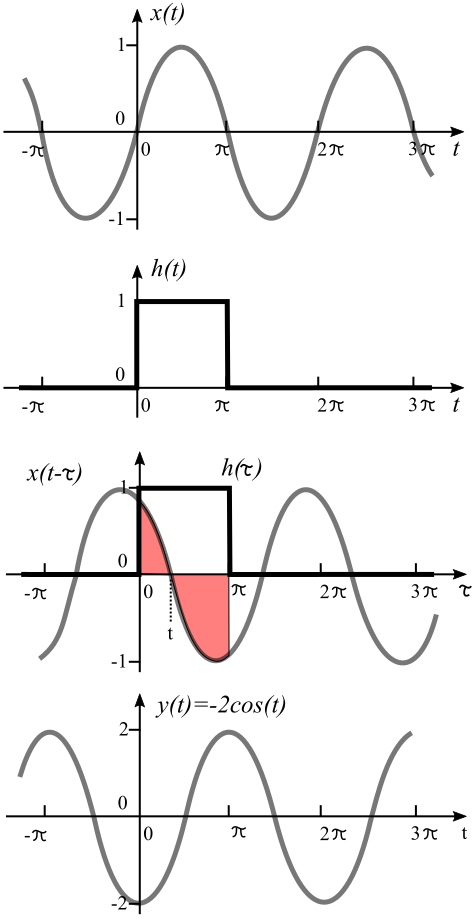 x(t)
1
0
-π 0 π 2π 3π t
-1
h(t)
1
0
-π 0 π 2π 3π t
x(t-τ) h(τ)
1
0
-π 0 π 2π 3π τ
t
-1
y(t)=-2cos(t)
2
0
-π 0 π 2π 3π t
-2